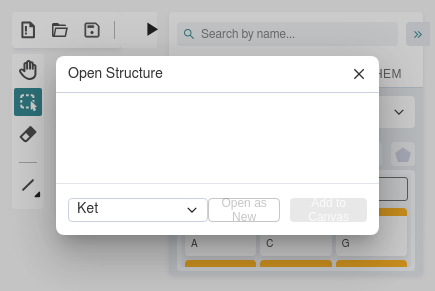 Search by name...
Open Structure
HEM
Ket
Open as
New
Add to
Canvas
A
C
G